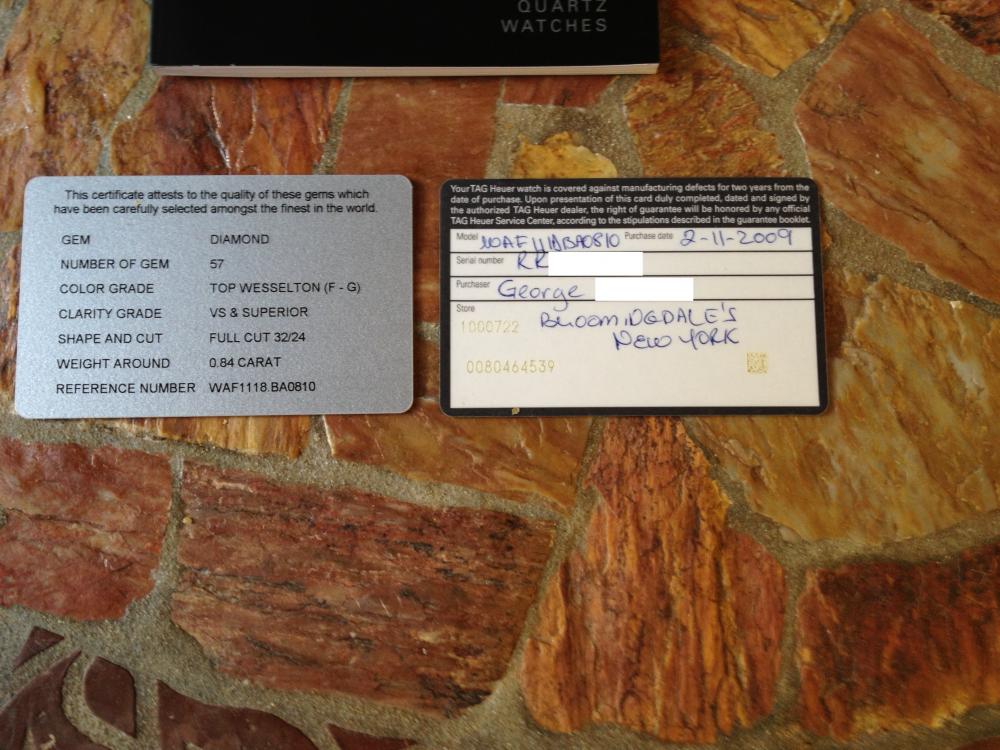 QUARTZ
WATCHES
This certificate attests to the quality of these gems which
have been carefully selected amongst the finest in the world.
GEM DIAMOND
NUMBER OF GEM 57
COLOR GRADE TOP WESSELTON (F - G)
CLARITY GRADE VS & SUPERIOR
SHAPE AND CUT FULL CUT 32/24
WEIGHT AROUND 0.84 CARAT
REFERENCE NUMBER WAF1118.BA0810
Your TAG Heuer watch is covered against manufacturing defects for two years from the
date of purchase. Upon presentation of this card duly completed, dated and signed by
the authorized TAG Heuer dealer, the right of guarantee will be honored by any official
TAG Heuer Service Center, according to the stipulations described in the guarantee booklet.
Model Purchase date 2-11-2009
Serial number RR
Purchaser George
Store
1000722 BLOOMINGDALE'S
NEW YORK
0080464539